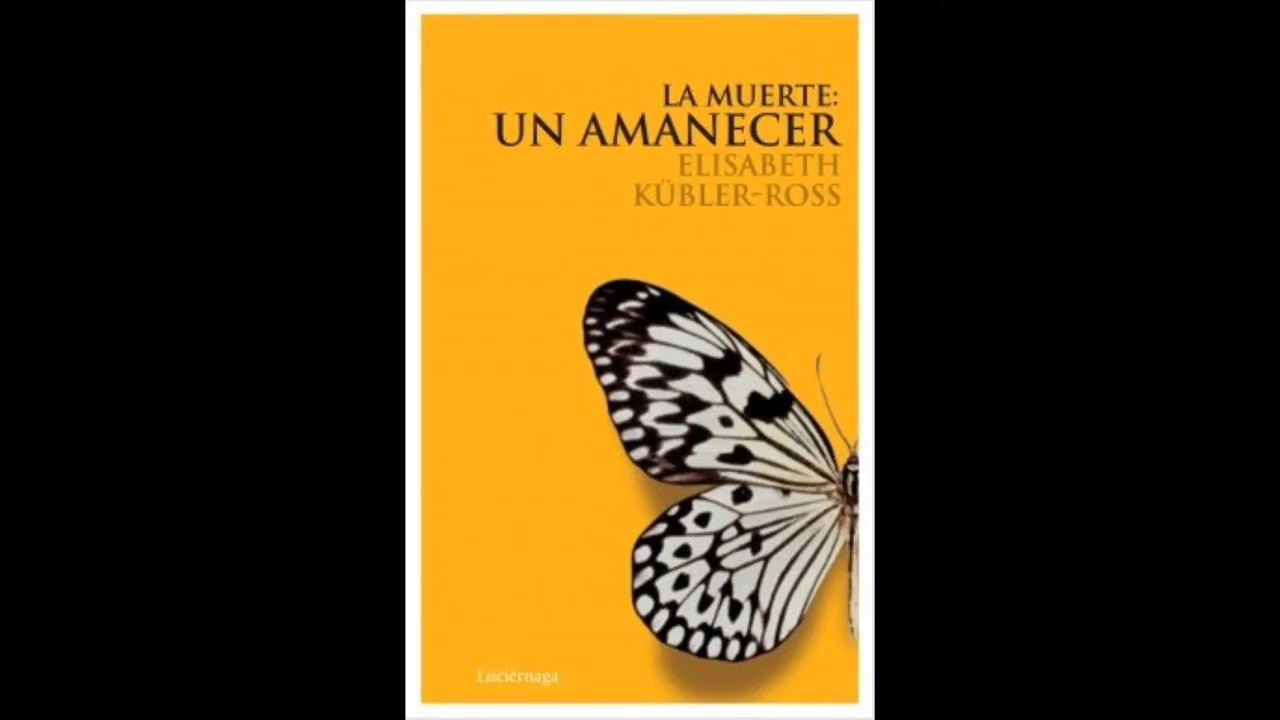 LA MUERTE:
UN AMANECER
ELISABETH
KÜBLER-ROSS
Luciérnaga